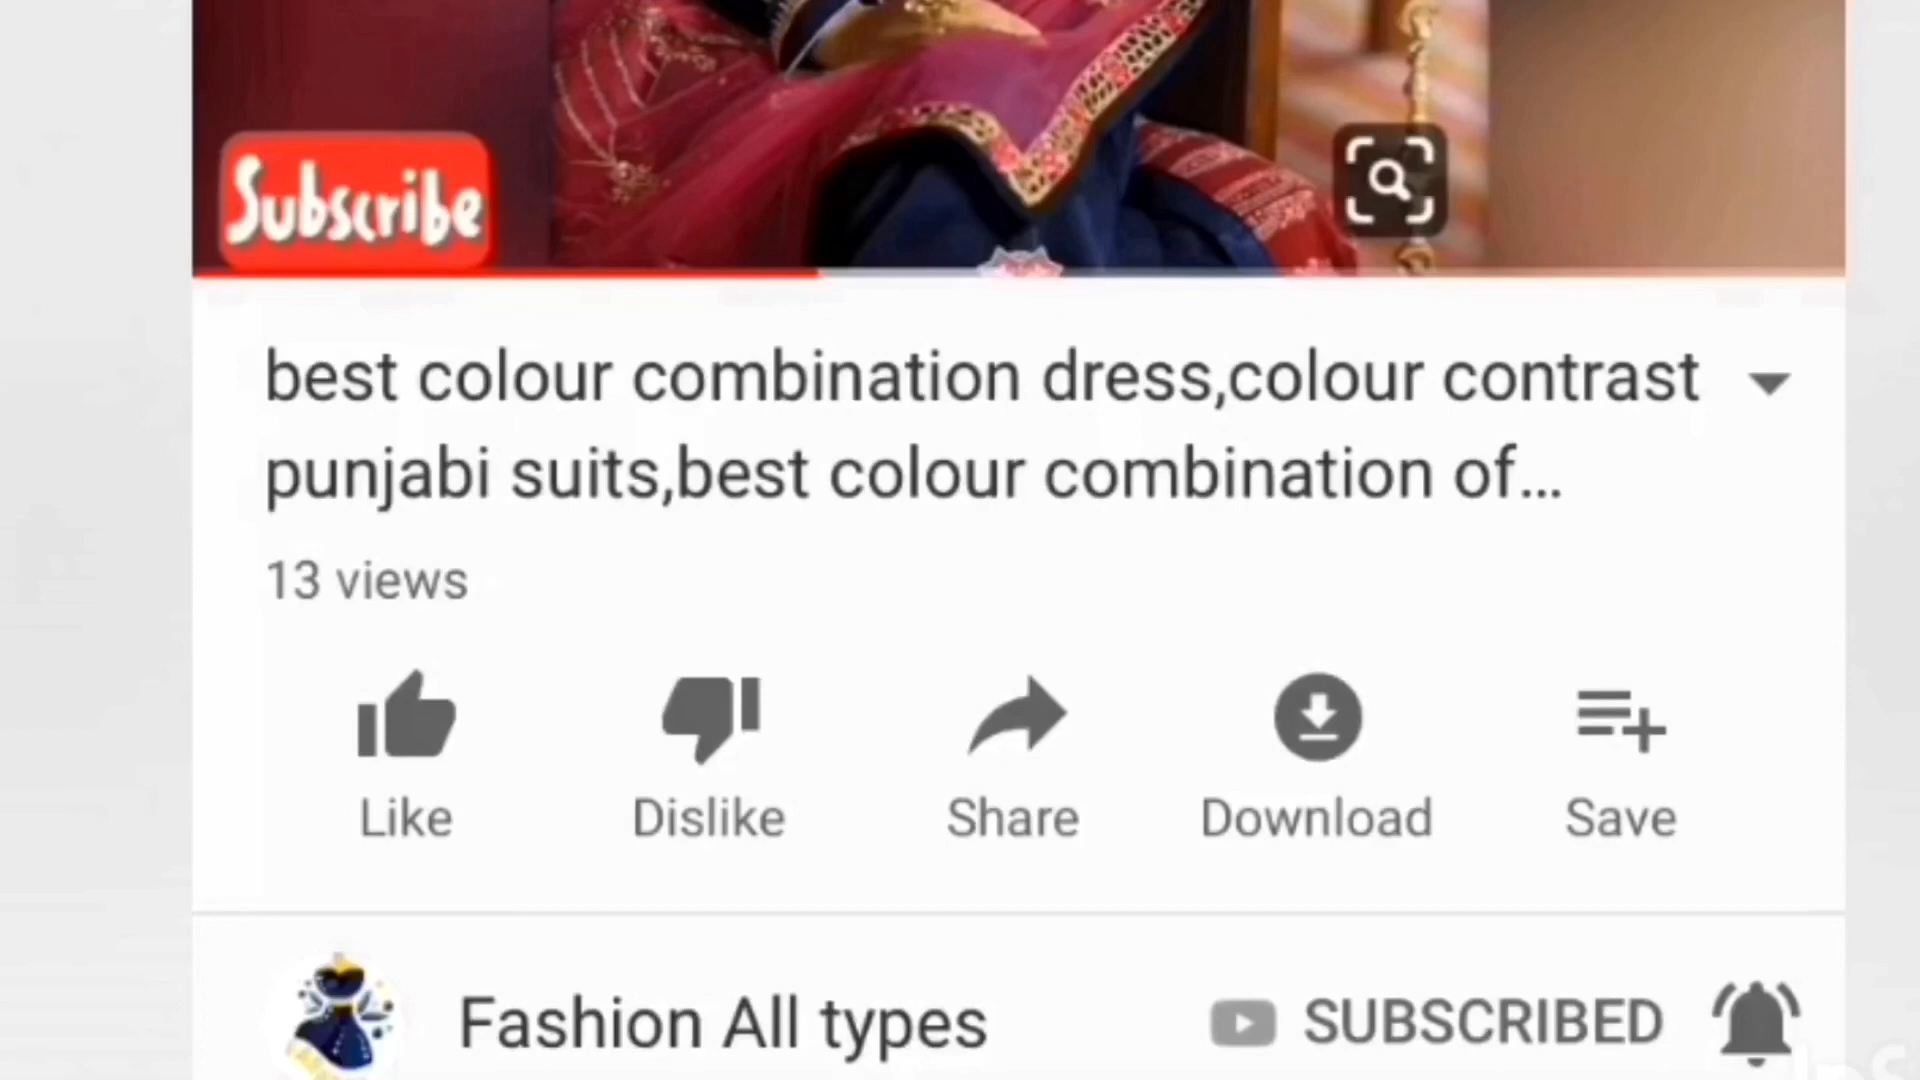 Subscribe
best colour combination dress,colour contrast
punjabi suits,best colour combination of...
13 views
Like Dislike Share Download Save
Fashion All types SUBSCRIBED